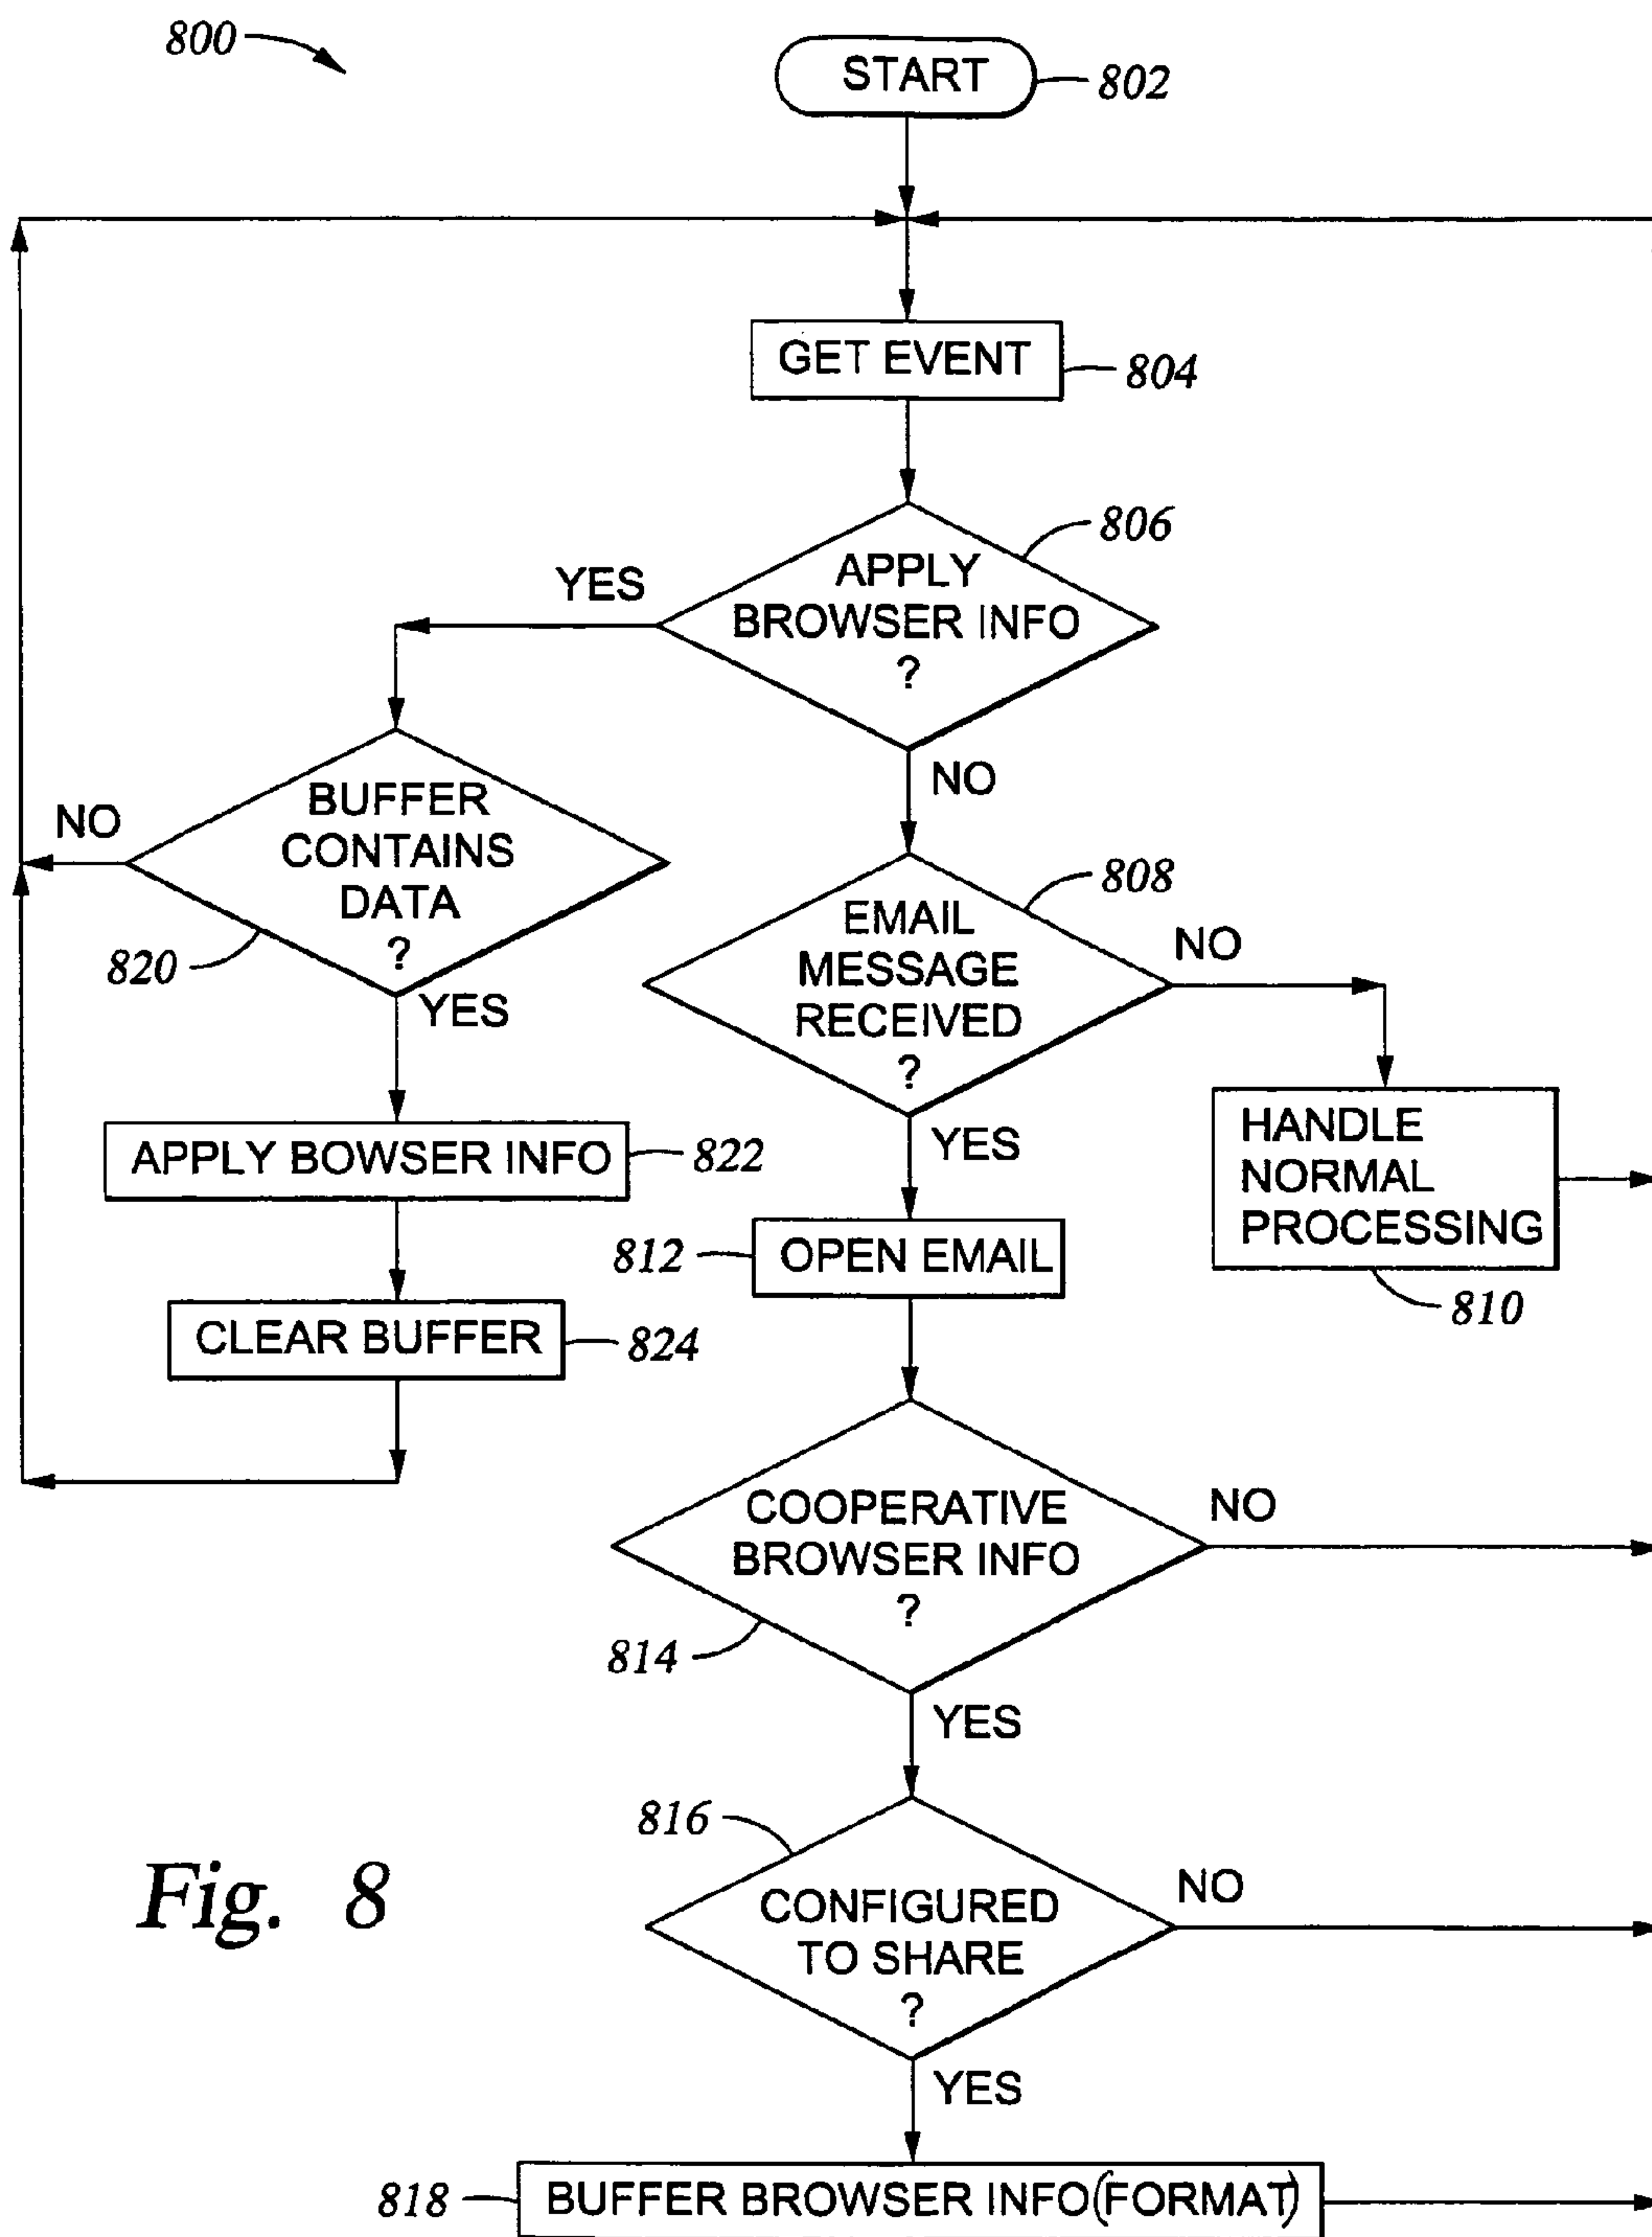 800
START
802
GET EVENT
804
806
APPLY
BROWSER INFO
?
YES
NO
BUFFER
CONTAINS
DATA
?
NO
820
YES
808
EMAIL
MESSAGE
RECEIVED
?
NO
YES
APPLY BOWSER INFO
822
HANDLE
NORMAL
PROCESSING
810
812
OPEN EMAIL
CLEAR BUFFER
824
COOPERATIVE
BROWSER INFO
?
NO
814
YES
816
CONFIGURED
TO SHARE
?
NO
YES
Fig. 8
818
BUFFER BROWSER INFO(FORMAT)